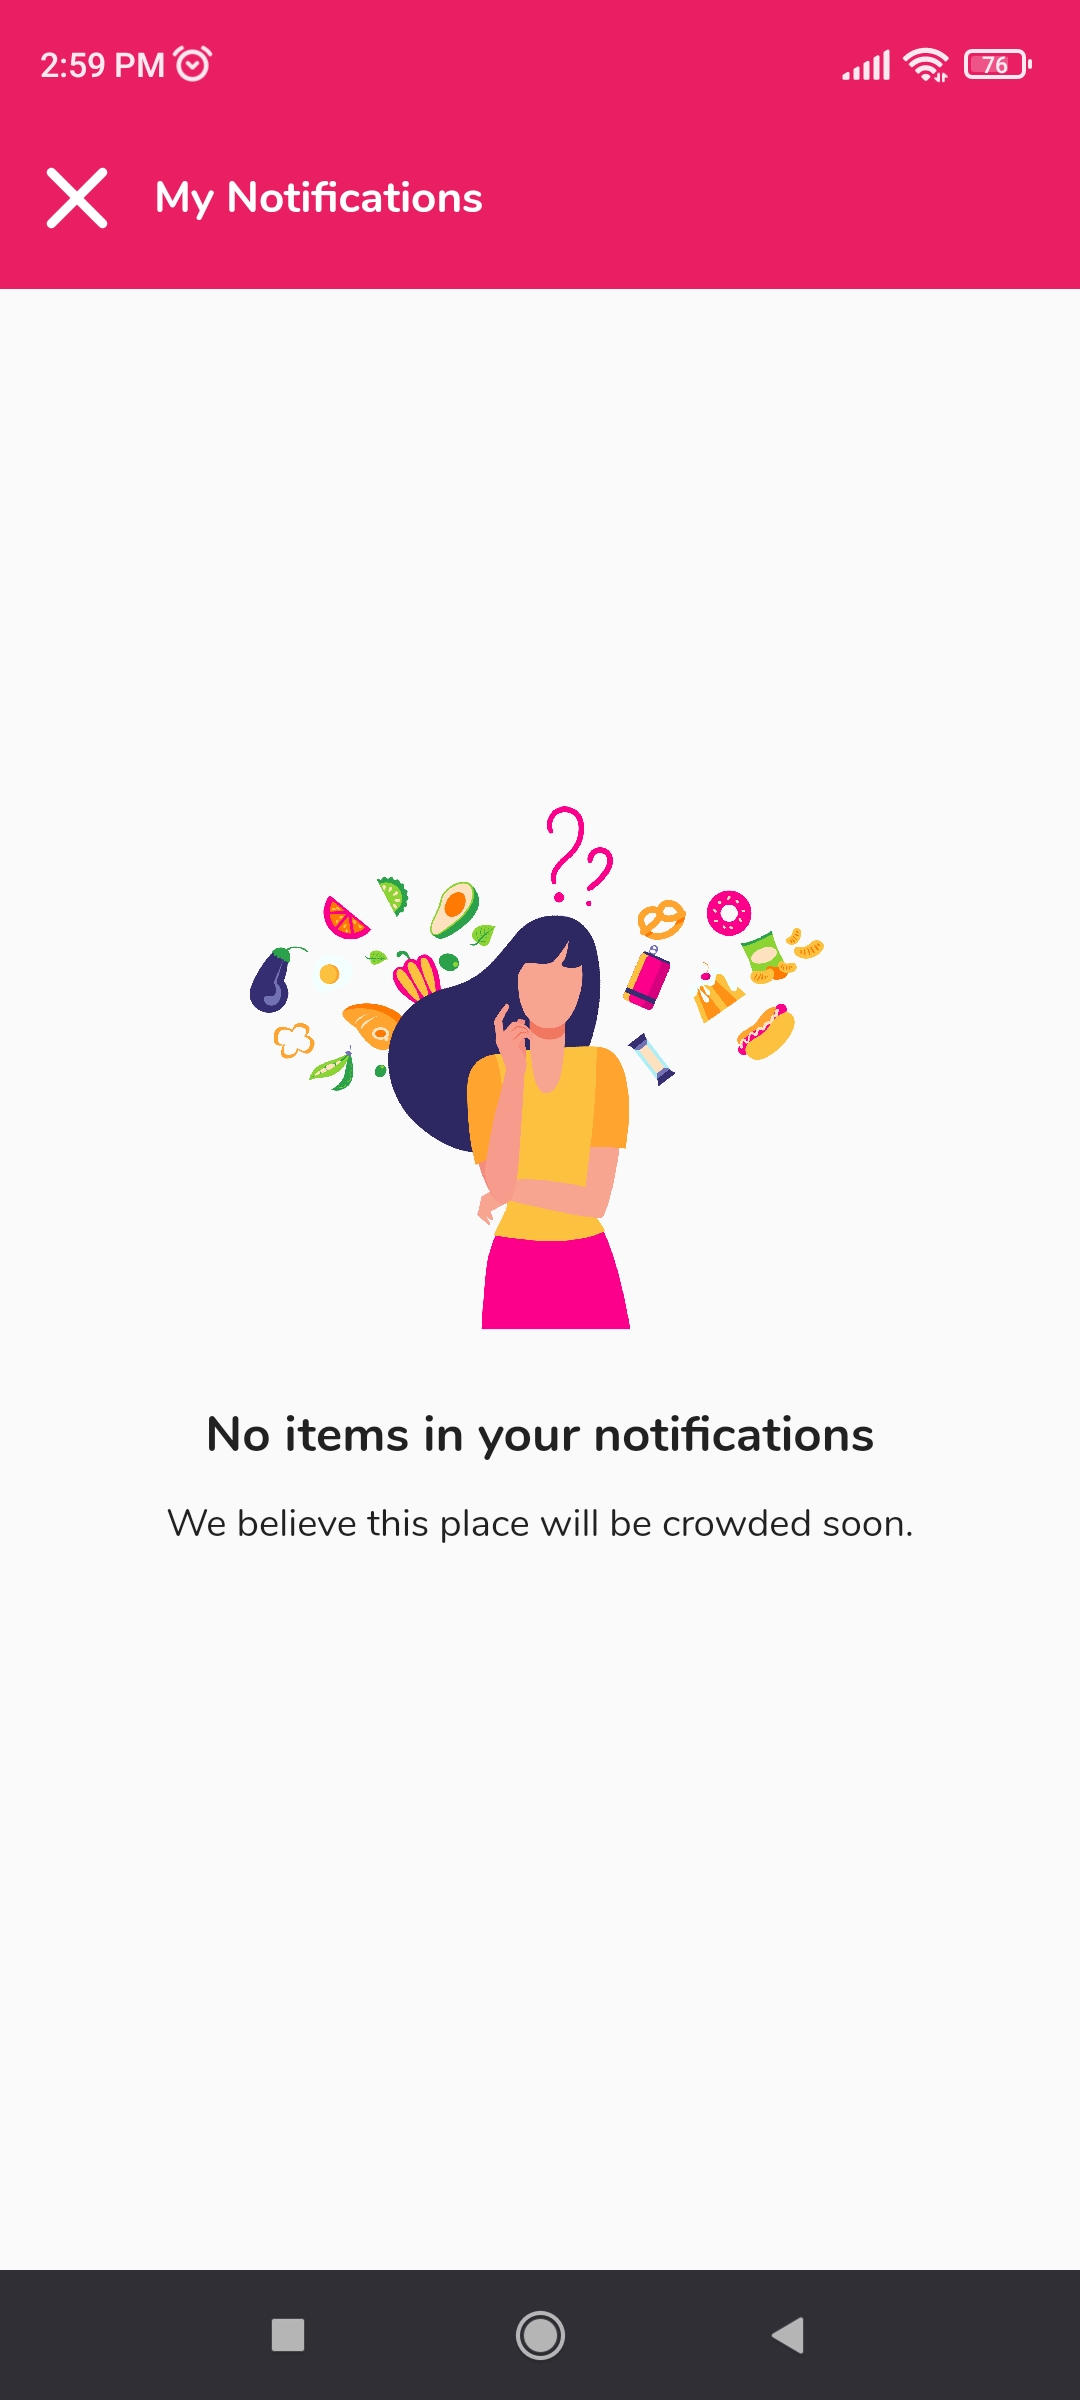 2:59 PM
76
My Notifications
??
No items in your notifications
We believe this place will be crowded soon.